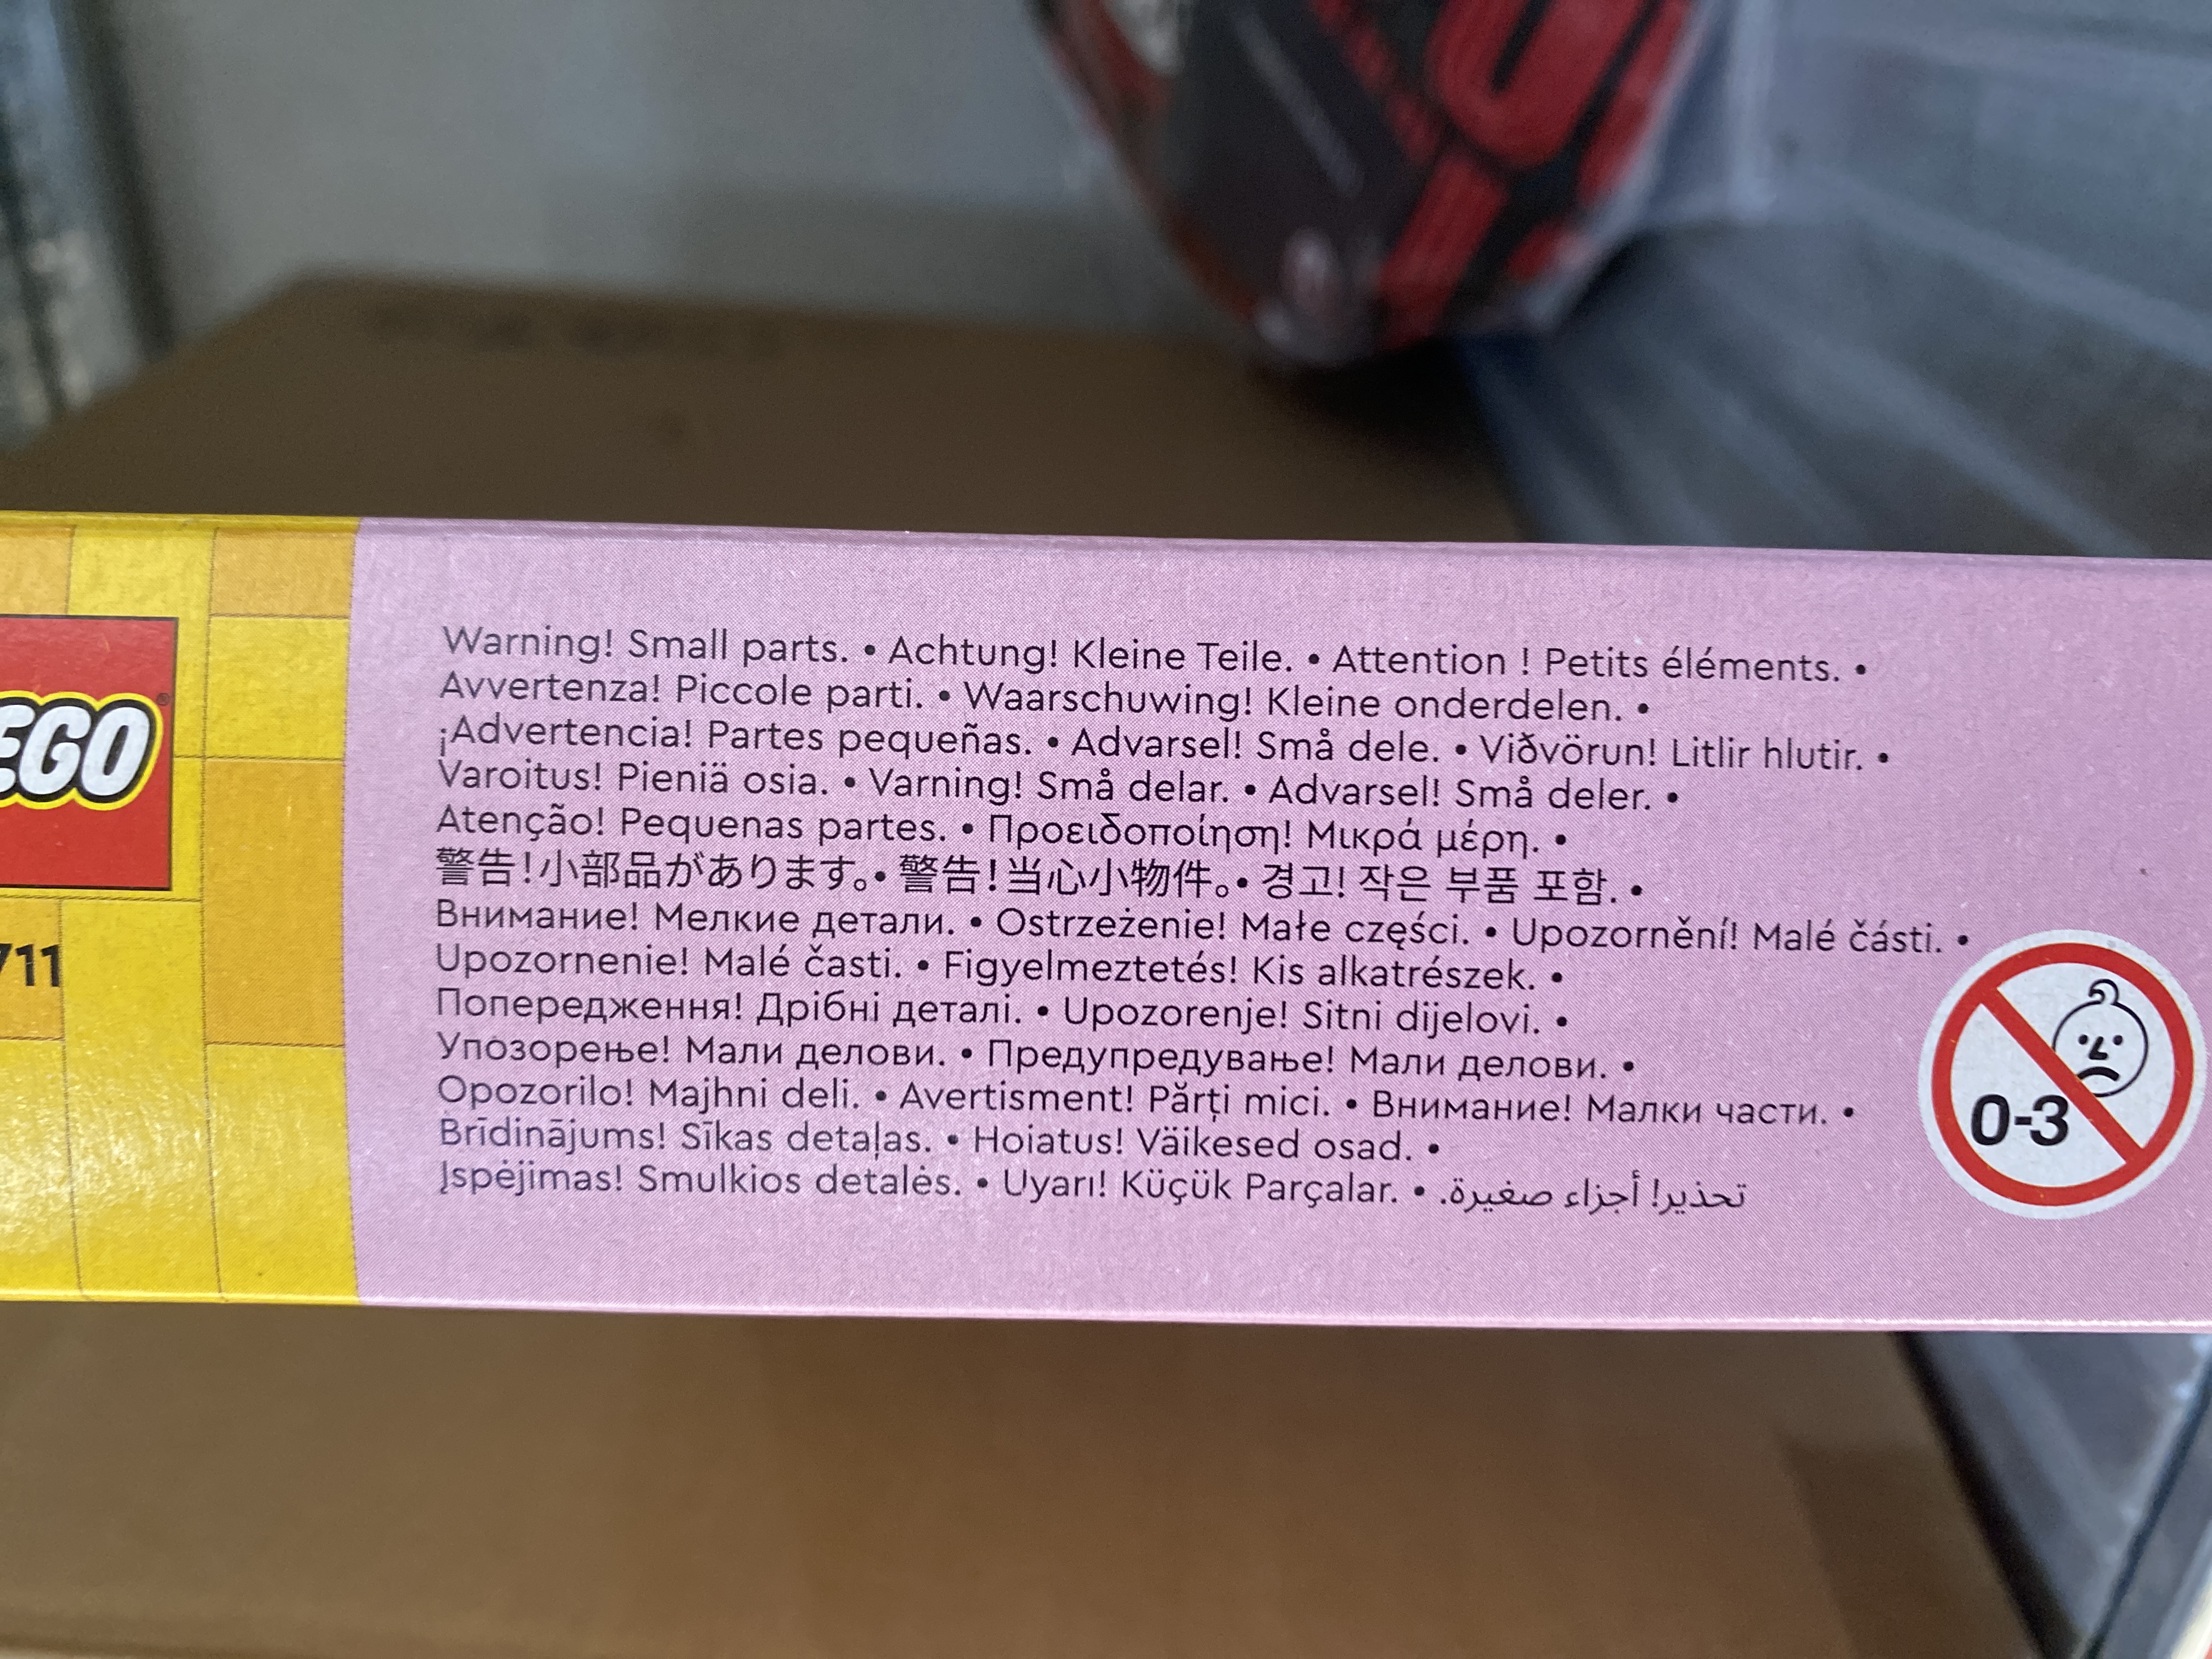 Warning! Small parts. • Achtung! Kleine Teile. • Attention ! Petits éléments. •
Avvertenza! Piccole parti. • Waarschuwing! Kleine onderdelen. •
¡Advertencia! Partes pequeñas. • Advarsel! Små dele. • Viðvörun! Litlir hlutir. •
Varoitus! Pieniä osia. • Varning! Små delar. • Advarsel! Små deler. •
Atenção! Pequenas partes. • Προειδοποίηση! Μικρά μέρη. •
警告!小部品があります。• 警告!当心小物件。• 경고! 작은 부품 포함. •
Внимание! Мелкие детали. • Ostrzeżenie! Małe części. • Upozornění! Malé části. •
Upozornenie! Malé časti. • Figyelmeztetés! Kis alkatrészek. •
Попередження! Дрібні деталі. • Upozorenje! Sitni dijelovi. •
Упозорење! Мали делови. • Предупредување! Мали делови. •
Opozorilo! Majhni deli. • Avertisment! Părți mici. • Внимание! Малки части. •
Brīdinājums! Sīkas detaļas. • Hoiatus! Väikesed osad. •
Įspėjimas! Smulkios detalės. • Uyarı! Küçük Parçalar. • تحذير! أجزاء صغيرة.
EGO
®
711
0-3